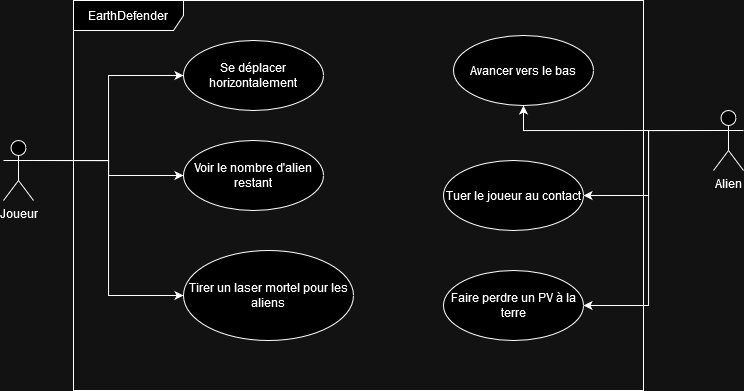 EarthDefender
Se déplacer
horizontalement
Avancer vers le bas
Voir le nombre d'alien
restant
Tuer le joueur au contact
Joueur
Alien
Tirer un laser mortel pour les
aliens
Faire perdre un PV à la
terre